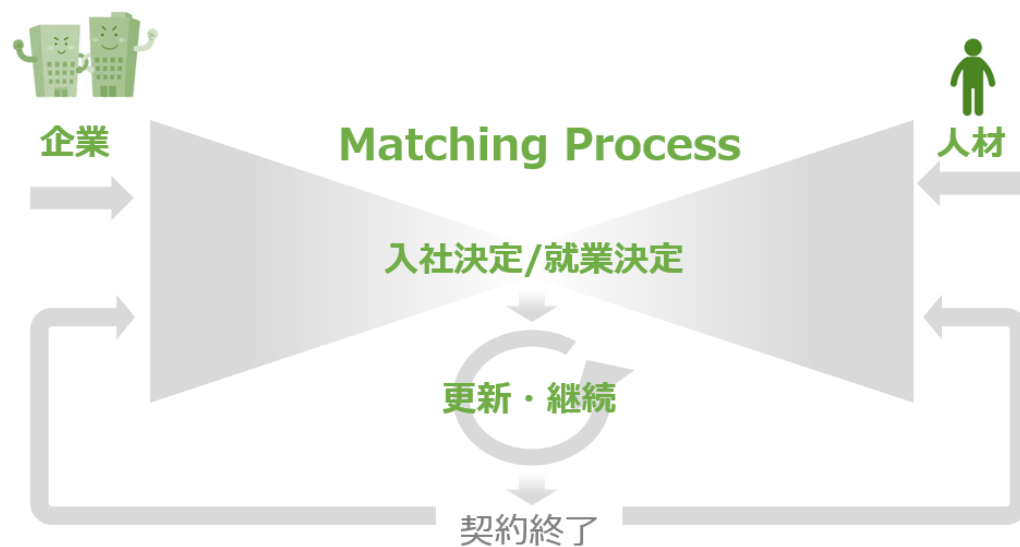 企業
Matching Process
人材
入社決定/就業決定
更新・継続
契約終了